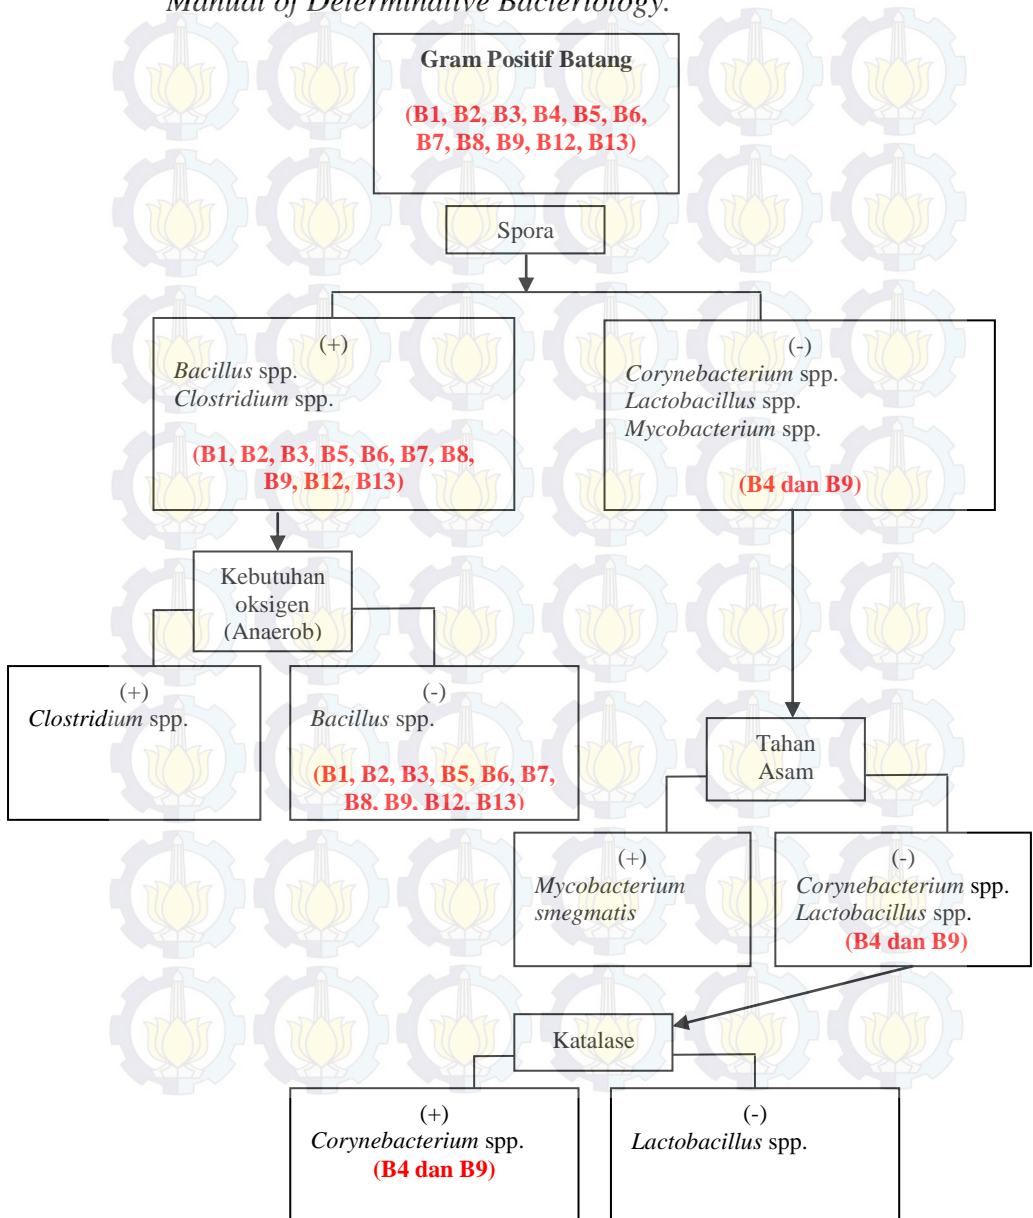 Manual of Determinative Bacteriology.
Gram Positif Batang
(B1, B2, B3, B4, B5, B6,
B7, B8, B9, B12, B13)
Spora
(+)
Bacillus spp.
Clostridium spp.
(B1, B2, B3, B5, B6, B7, B8,
B9, B12, B13)
(-)
Corynebacterium spp.
Lactobacillus spp.
Mycobacterium spp.
(B4 dan B9)
Kebutuhan
oksigen
(Anaerob)
(+)
Clostridium spp.
(-)
Bacillus spp.
(B1, B2, B3, B5, B6, B7,
B8, B9, B12, B13)
Tahan
Asam
(+)
Mycobacterium
smegmatis
(-)
Corynebacterium spp.
Lactobacillus spp.
(B4 dan B9)
Katalase
(+)
Corynebacterium spp.
(B4 dan B9)
(-)
Lactobacillus spp.